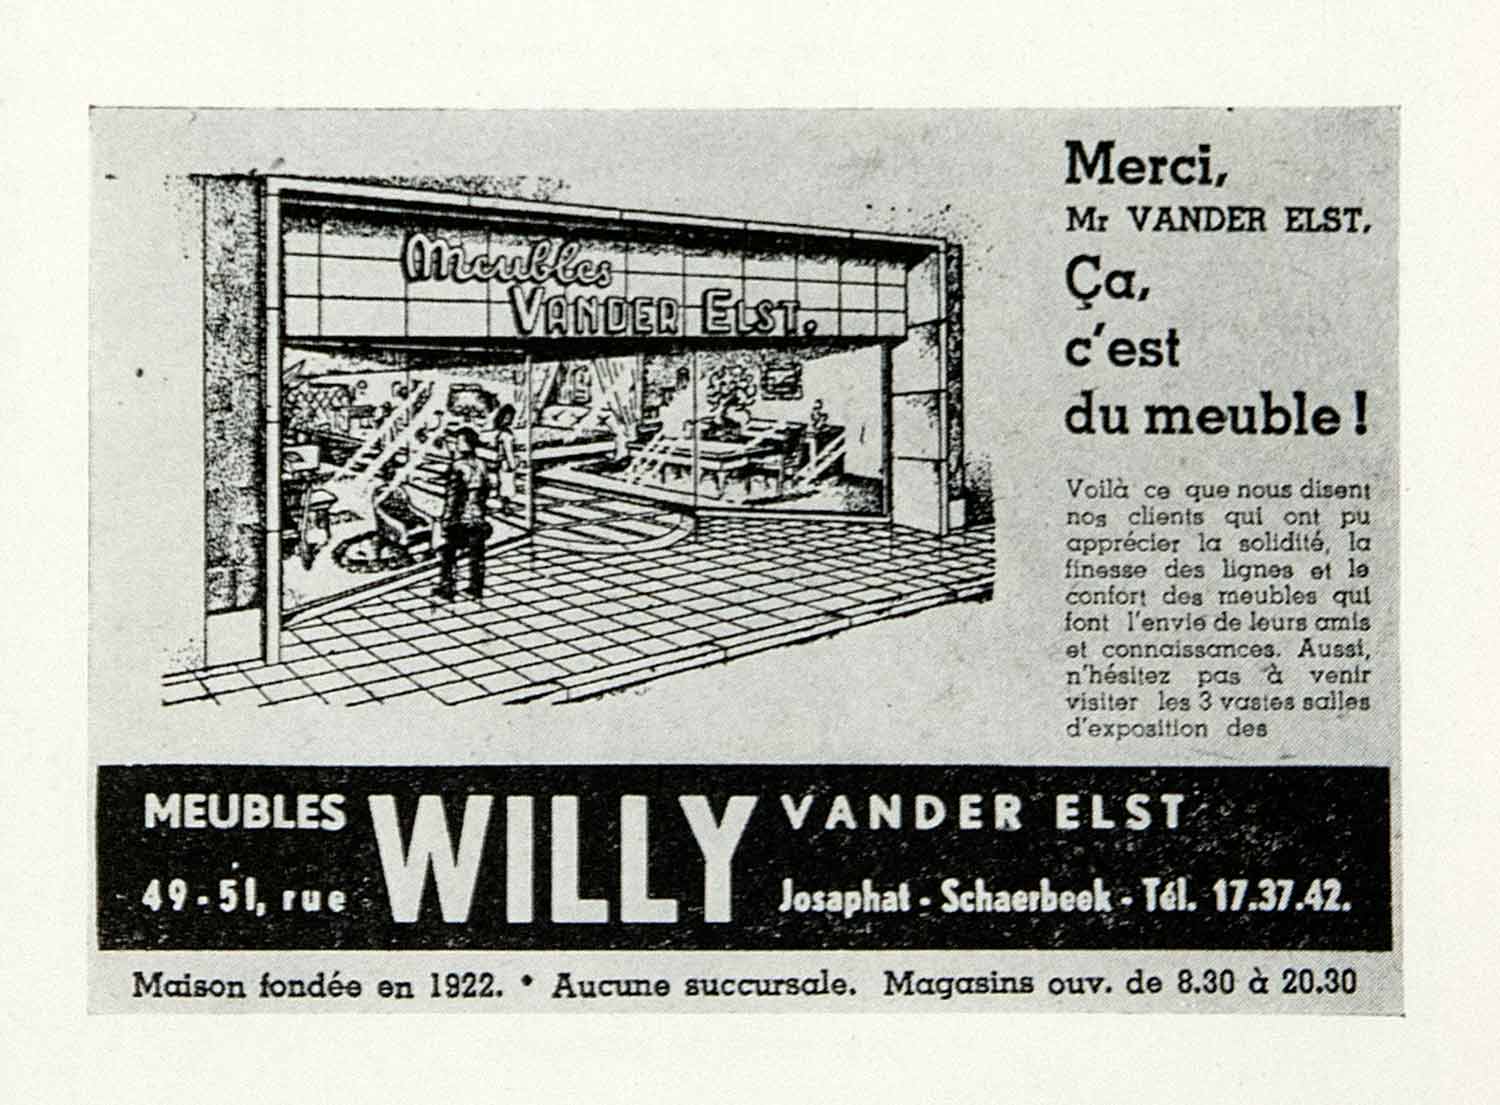 Meubles
VANDER ELST.
Merci,
Mr VANDER ELST,
Ça,
c'est
du meuble !
Voilà ce que nous disent
nos clients qui ont pu
apprécier la solidité, la
finesse des lignes et le
confort des meubles qui
font l'envie de leurs amis
et connaissances. Aussi,
n'hésitez pas à venir
visiter les 3 vastes salles
d'exposition des
MEUBLES WILLY VANDER ELST
49-51, rue Josaphat - Schaerbeek - Tél. 17.37.42.
Maison fondée en 1922. * Aucune succursale. Magasins ouv. de 8.30 à 20.30